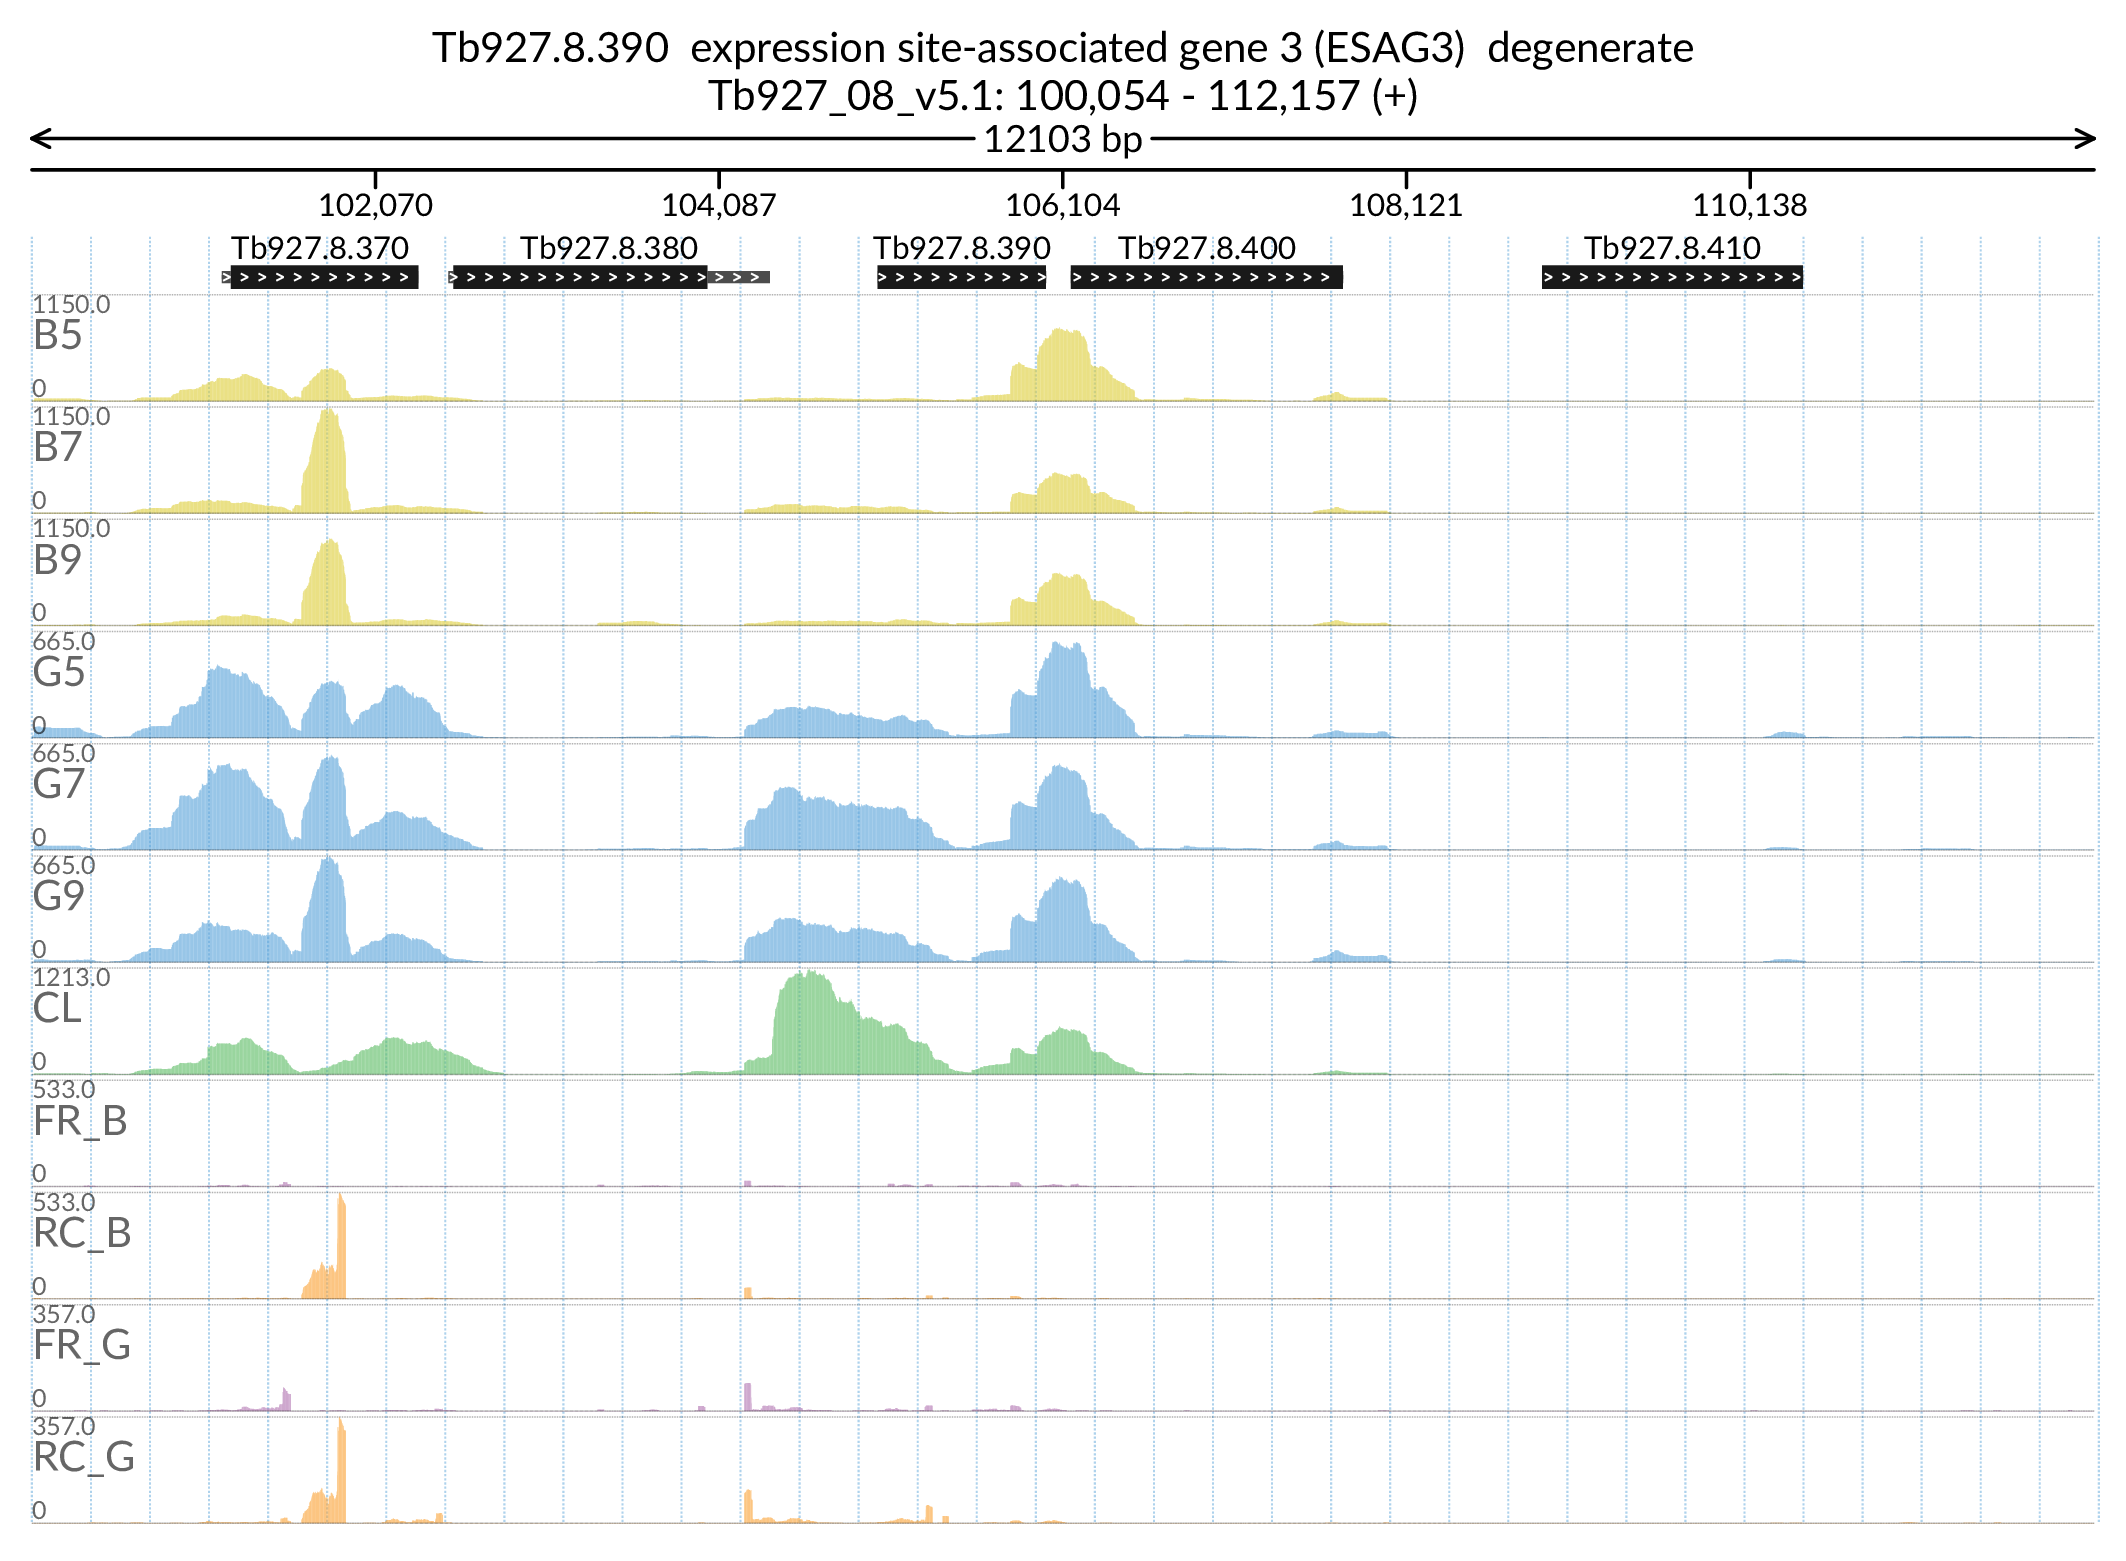 Tb927.8.390 expression site-associated gene 3 (ESAG3) degenerate
Tb927_08_v5.1: 100,054 - 112,157 (+)
12103 bp
102,070 104,087 106,104 108,121 110,138
Tb927.8.370 Tb927.8.380 Tb927.8.390 Tb927.8.400 Tb927.8.410
1150.0
B5
0
1150.0
B7
0
1150.0
B9
0
665.0
G5
0
665.0
G7
0
665.0
G9
0
1213.0
CL
0
533.0
FR_B
0
533.0
RC_B
0
357.0
FR_G
0
357.0
RC_G
0